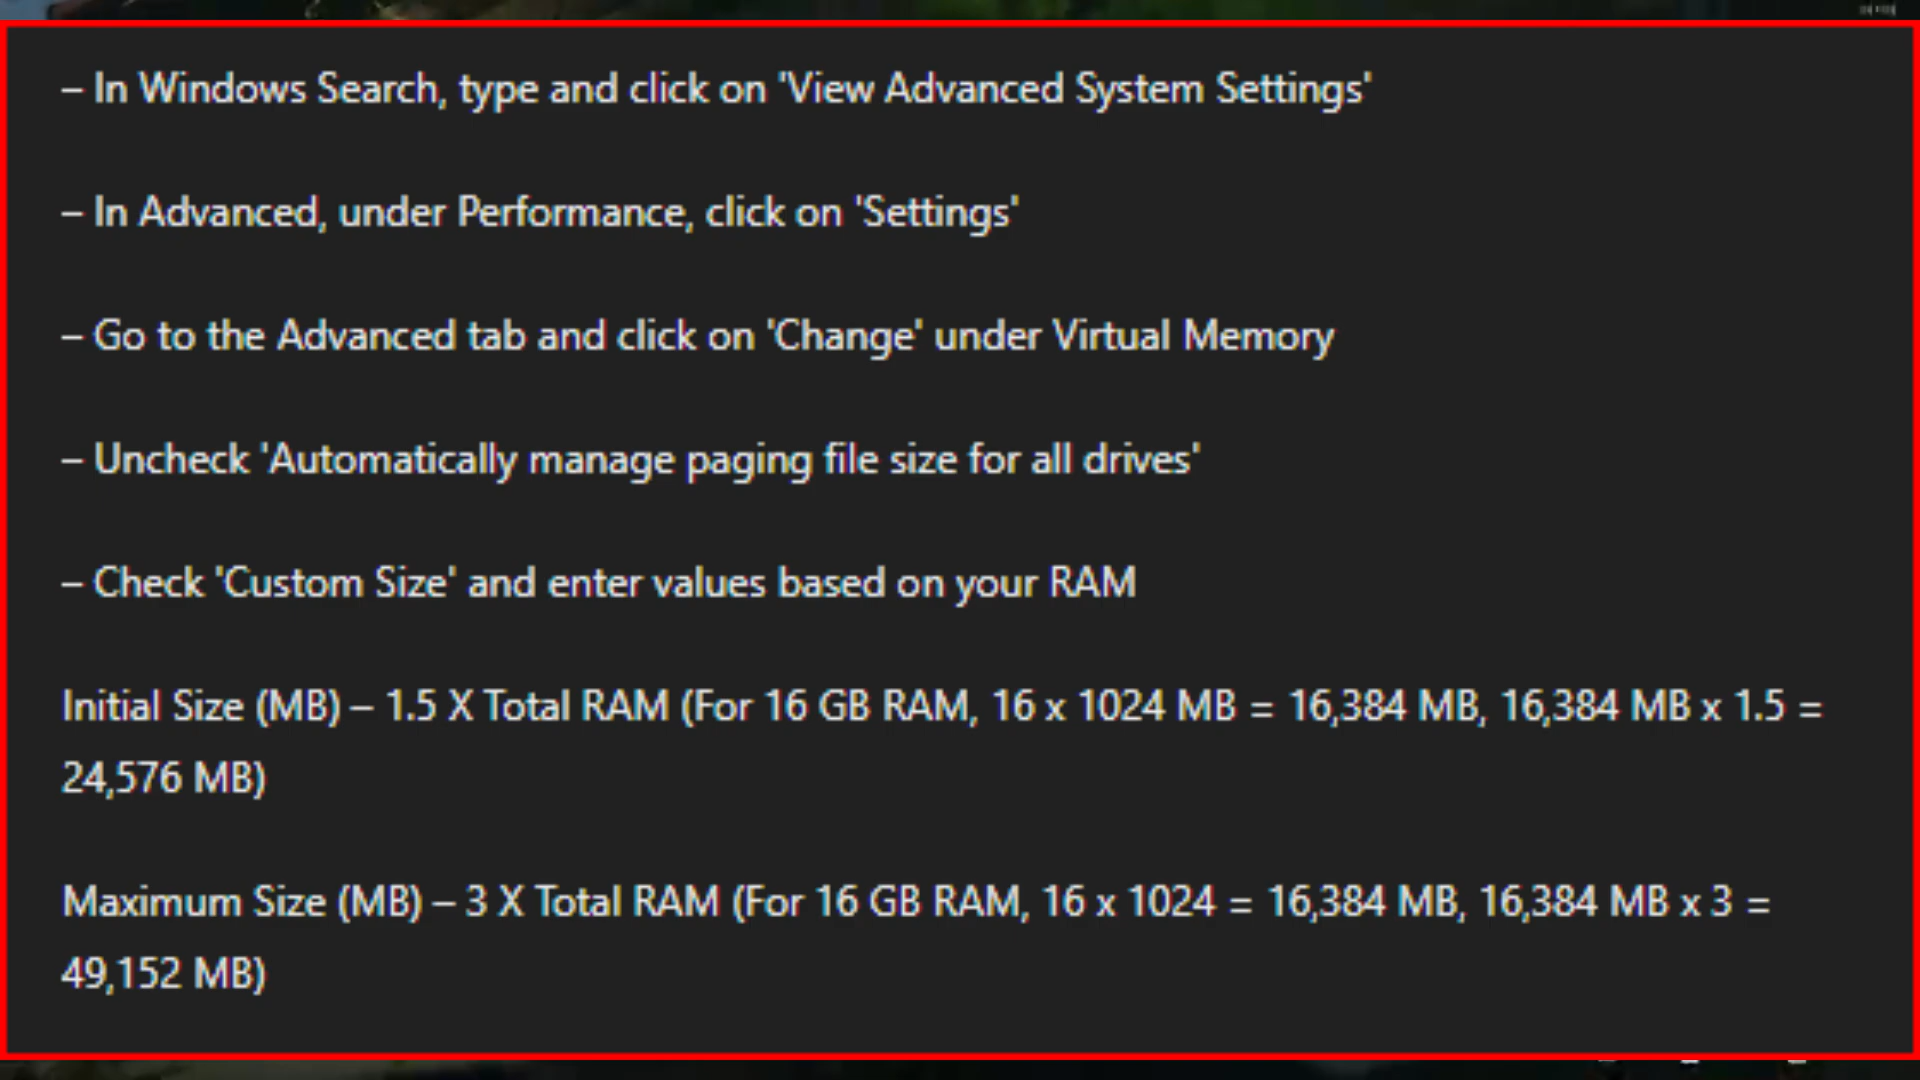 – In Windows Search, type and click on 'View Advanced System Settings'
– In Advanced, under Performance, click on 'Settings'
– Go to the Advanced tab and click on 'Change' under Virtual Memory
– Uncheck 'Automatically manage paging file size for all drives'
– Check 'Custom Size' and enter values based on your RAM
Initial Size (MB) – 1.5 X Total RAM (For 16 GB RAM, 16 x 1024 MB = 16,384 MB, 16,384 MB x 1.5 =
24,576 MB)
Maximum Size (MB) – 3 X Total RAM (For 16 GB RAM, 16 x 1024 = 16,384 MB, 16,384 MB x 3 =
49,152 MB)